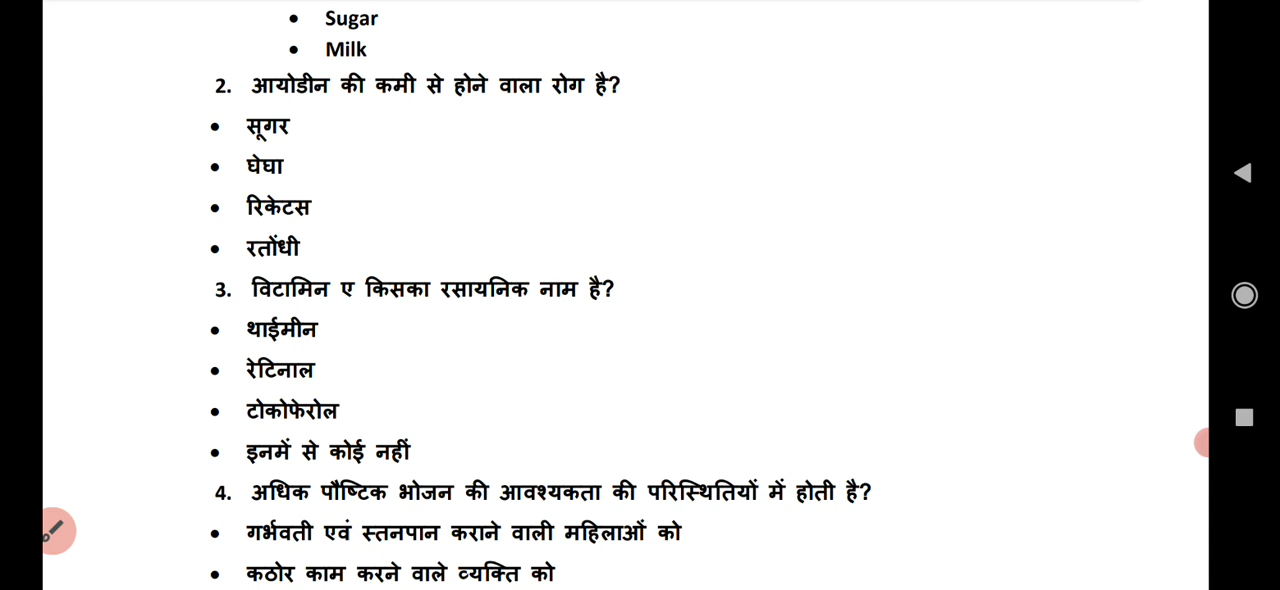 • Sugar
• Milk
2. आयोडीन की कमी से होने वाला रोग है?
• सूगर
• घेघा
• रिकेटस
• रतोंधी
3. विटामिन ए किसका रसायनिक नाम है?
• थाईमीन
• रेटिनाल
• टोकोफेरोल
• इनमें से कोई नहीं
4. अधिक पौष्टिक भोजन की आवश्यकता की परिस्थितियों में होती है?
• गर्भवती एवं स्तनपान कराने वाली महिलाओं को
• कठोर काम करने वाले व्यक्ति को